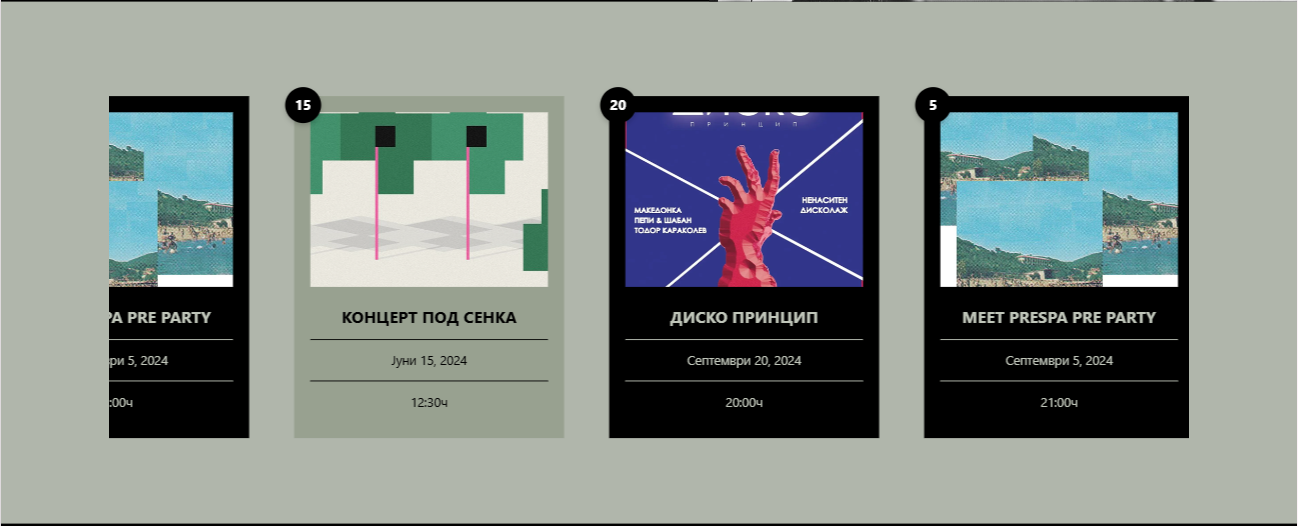 PRE PARTY
5, 2024
:00ч
15
КОНЦЕРТ ПОД СЕНКА
Јуни 15, 2024
12:30ч
20
ПРИНЦИП
МАКЕДОНКА
ПЕПИ & ШАБАН
ТОДОР КАРАКОЛЕВ
НЕНАСИТЕН
ДИСКОЛАЖ
ДИСКО ПРИНЦИП
Септември 20, 2024
20:00ч
5
MEET PRESPA PRE PARTY
Септември 5, 2024
21:00ч